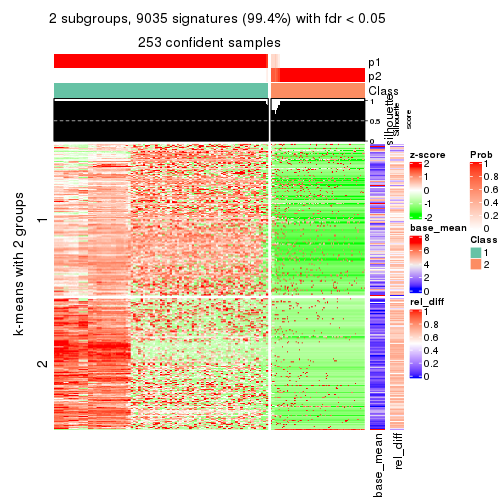 2 subgroups, 9035 signatures (99.4%) with fdr < 0.05
253 confident samples
p1
p2
Class
1
0.5
0
silhouette
Silhouette
score
k-means with 2 groups
1
2
base_mean
rel_diff
z-score
2
1
0
-1
-2
base_mean
8
6
4
2
0
rel_diff
1
0.8
0.6
0.4
0.2
0
Prob
1
0.8
0.6
0.4
0.2
0
Class
1
2